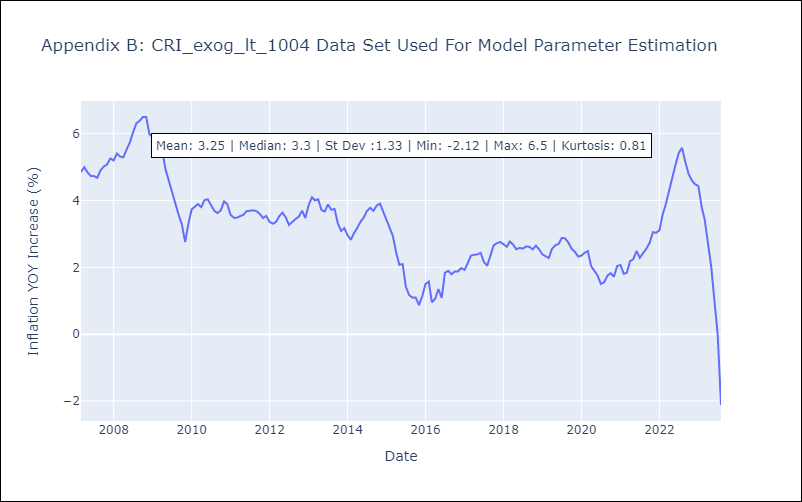 Appendix B: CRI_exog_lt_1004 Data Set Used For Model Parameter Estimation
Mean: 3.25 | Median: 3.3 | St Dev :1.33 | Min: -2.12 | Max: 6.5 | Kurtosis: 0.81
Inflation YOY Increase (%)
6
4
2
0
−2
2008 2010 2012 2014 2016 2018 2020 2022
Date